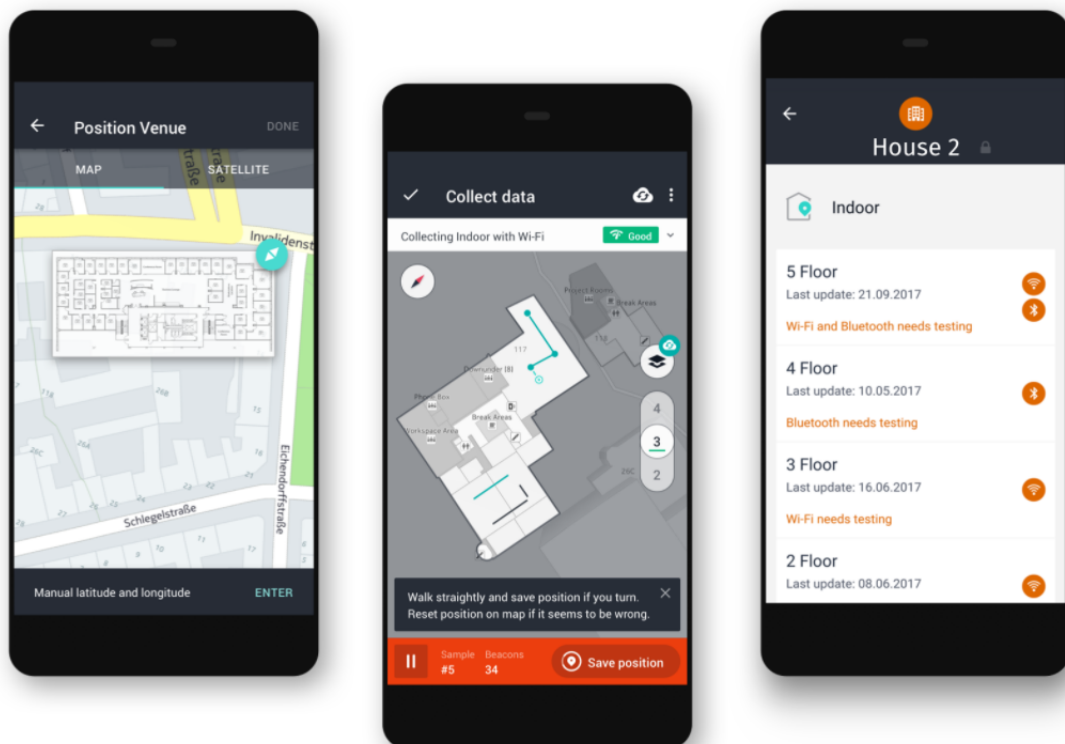 Position Venue
DONE
MAP
SATELLITE
Invalidenst
Schlegelstraße
Eichendorffstraße
Manual latitude and longitude
ENTER
Collect data
Collecting Indoor with Wi-Fi
Good
Project Rooms
Break Areas
117
Phone Box
Break Areas
Workspace Area
4
3
2
26C
Walk straightly and save position if you turn.
Reset position on map if it seems to be wrong.
Sample
#5
Beacons
34
Save position
House 2
Indoor
5 Floor
Last update: 21.09.2017
Wi-Fi and Bluetooth needs testing
4 Floor
Last update: 10.05.2017
Bluetooth needs testing
3 Floor
Last update: 16.06.2017
Wi-Fi needs testing
2 Floor
Last update: 08.06.2017